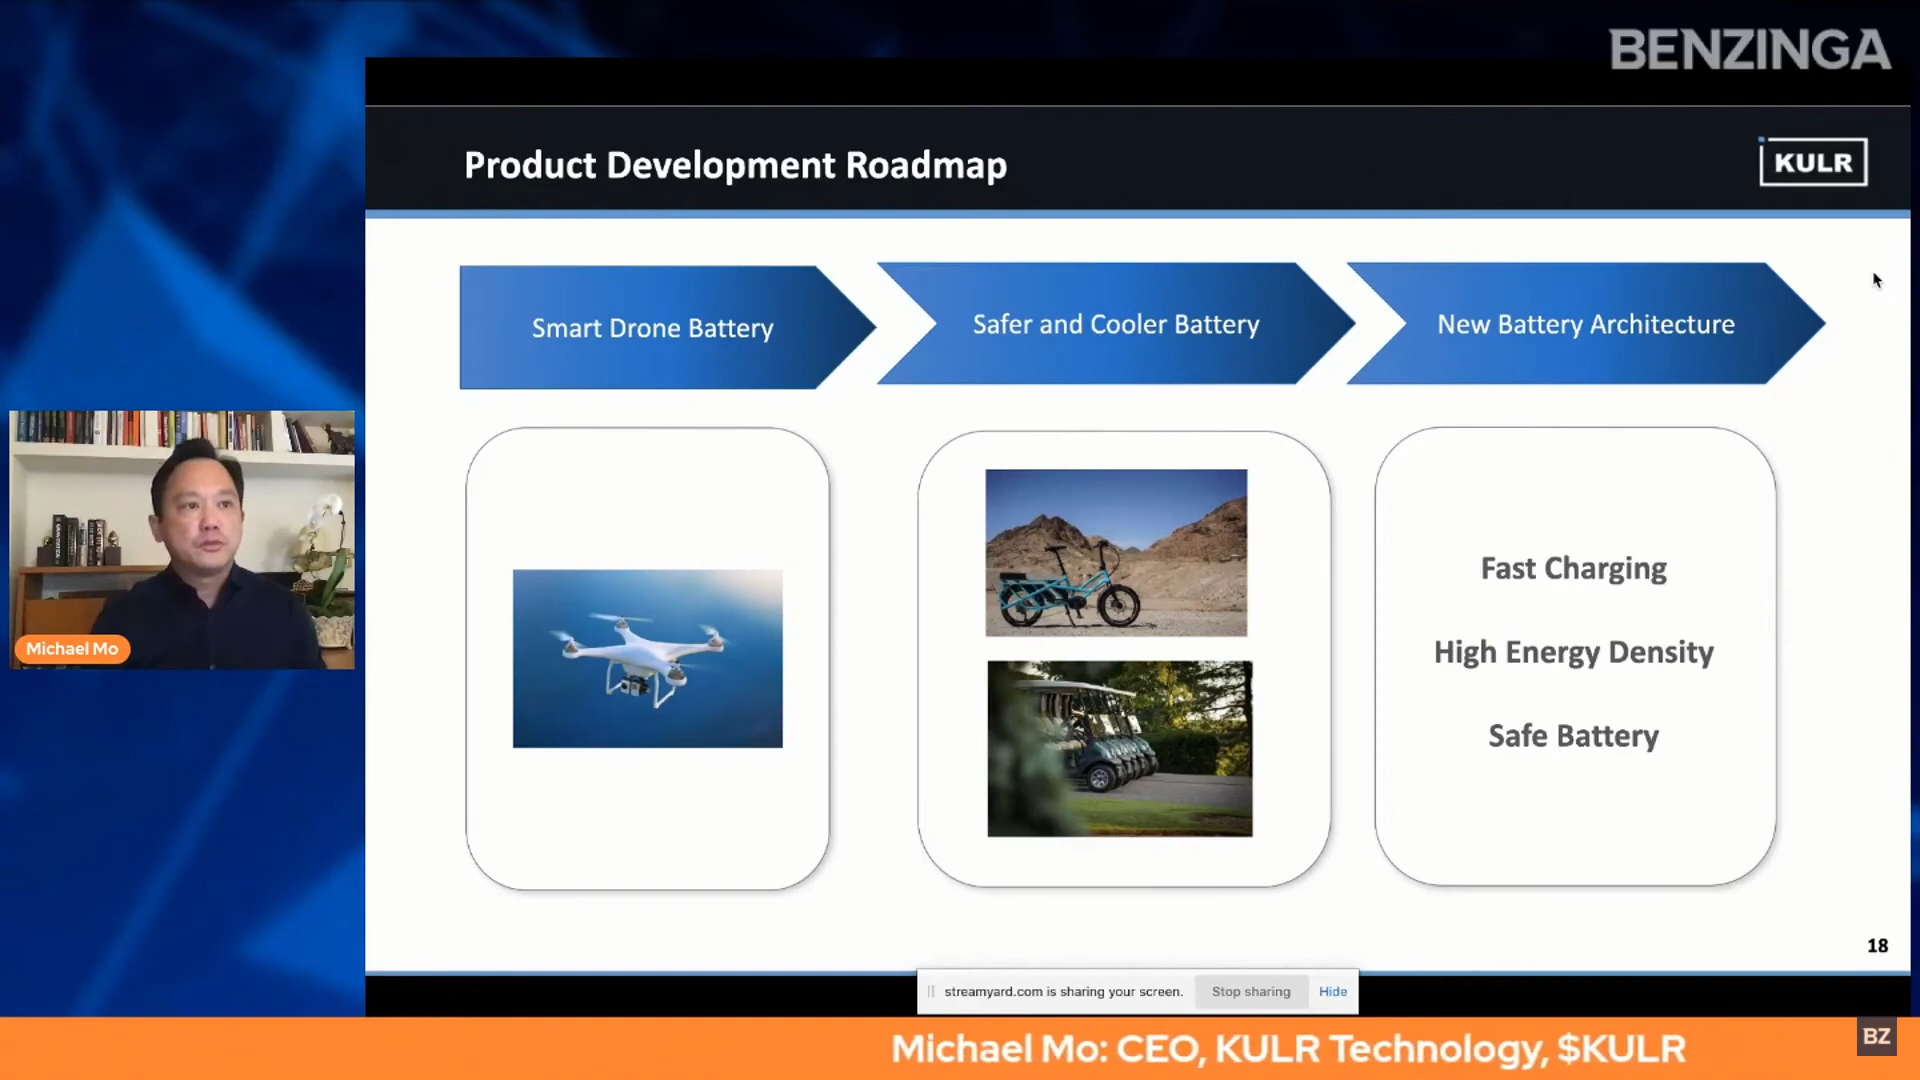 BENZINGA
Product Development Roadmap
KULR
Smart Drone Battery
Safer and Cooler Battery
New Battery Architecture
Fast Charging
High Energy Density
Safe Battery
Michael Mo
18
streamyard.com is sharing your screen.
Stop sharing
Hide
Michael Mo: CEO, KULR Technology, $KULR
BZ